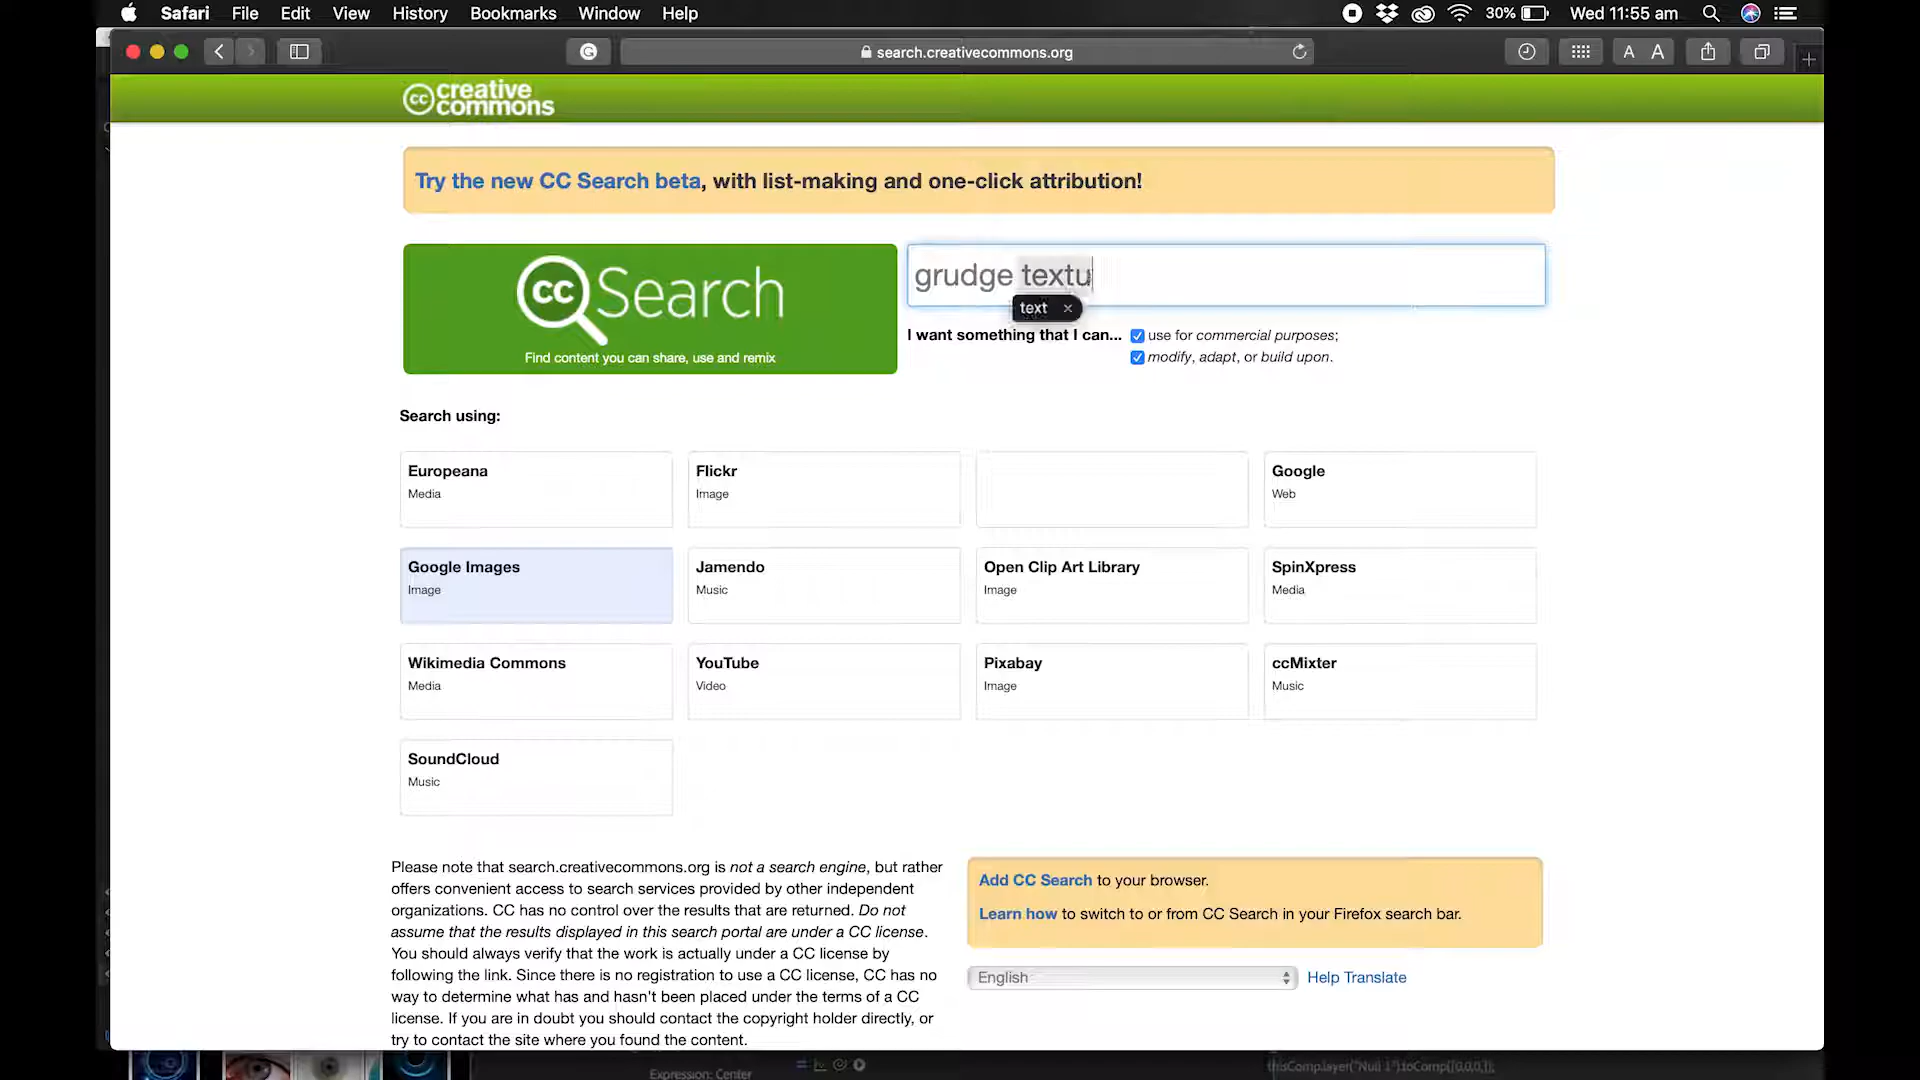 Safari File Edit View History Bookmarks Window Help 30% Wed 11:55 am
search.creativecommons.org A A
cc creative
commons
Try the new CC Search beta, with list-making and one-click attribution!
cc Search
Find content you can share, use and remix
grudge textu
text ×
I want something that I can... use for commercial purposes;
modify, adapt, or build upon.
Search using:
Europeana
Media
Flickr
Image
Google
Web
Google Images
Image
Jamendo
Music
Open Clip Art Library
Image
SpinXpress
Media
Wikimedia Commons
Media
YouTube
Video
Pixabay
Image
ccMixter
Music
SoundCloud
Music
Please note that search.creativecommons.org is not a search engine, but rather
offers convenient access to search services provided by other independent
organizations. CC has no control over the results that are returned. Do not
assume that the results displayed in this search portal are under a CC license.
You should always verify that the work is actually under a CC license by
following the link. Since there is no registration to use a CC license, CC has no
way to determine what has and hasn't been placed under the terms of a CC
license. If you are in doubt you should contact the copyright holder directly, or
try to contact the site where you found the content.
Add CC Search to your browser.
Learn how to switch to or from CC Search in your Firefox search bar.
English Help Translate
Expression: Center
thisComp.layer("Null 1").toComp([0,0,0]);